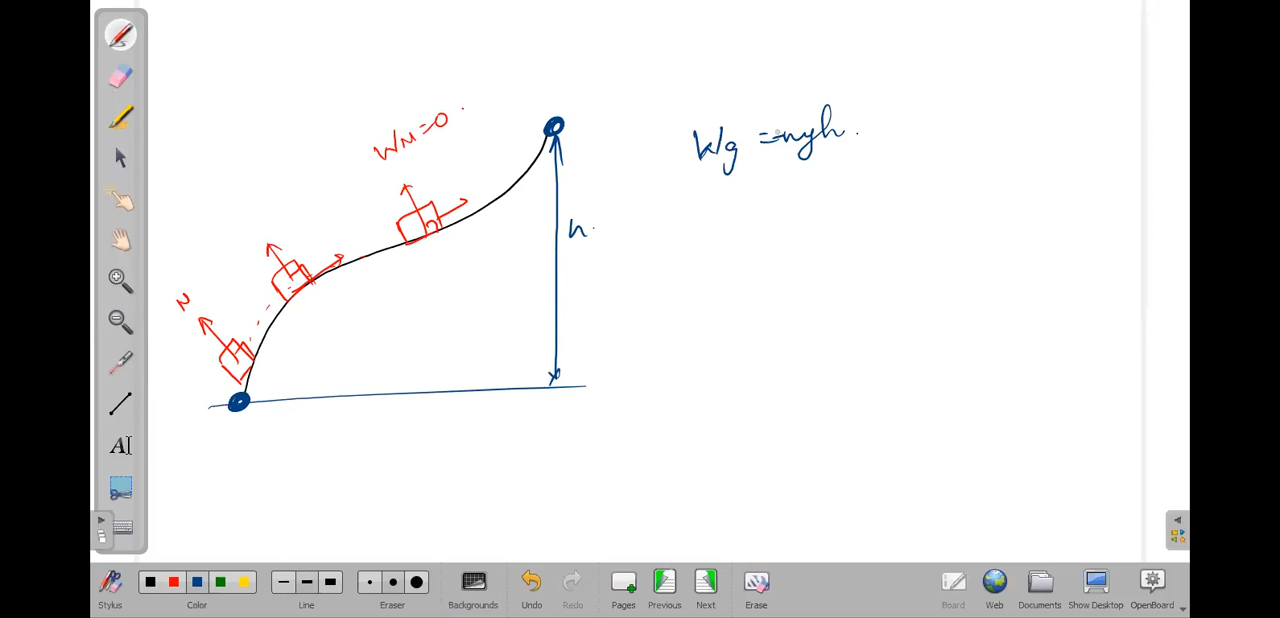 WN=0
Wg =-mgh.
h.
N
A
Stylus
Color
Line
Eraser
Backgrounds
Undo
Redo
Pages
Previous
Next
Erase
Board
Web
Documents
Show Desktop
OpenBoard